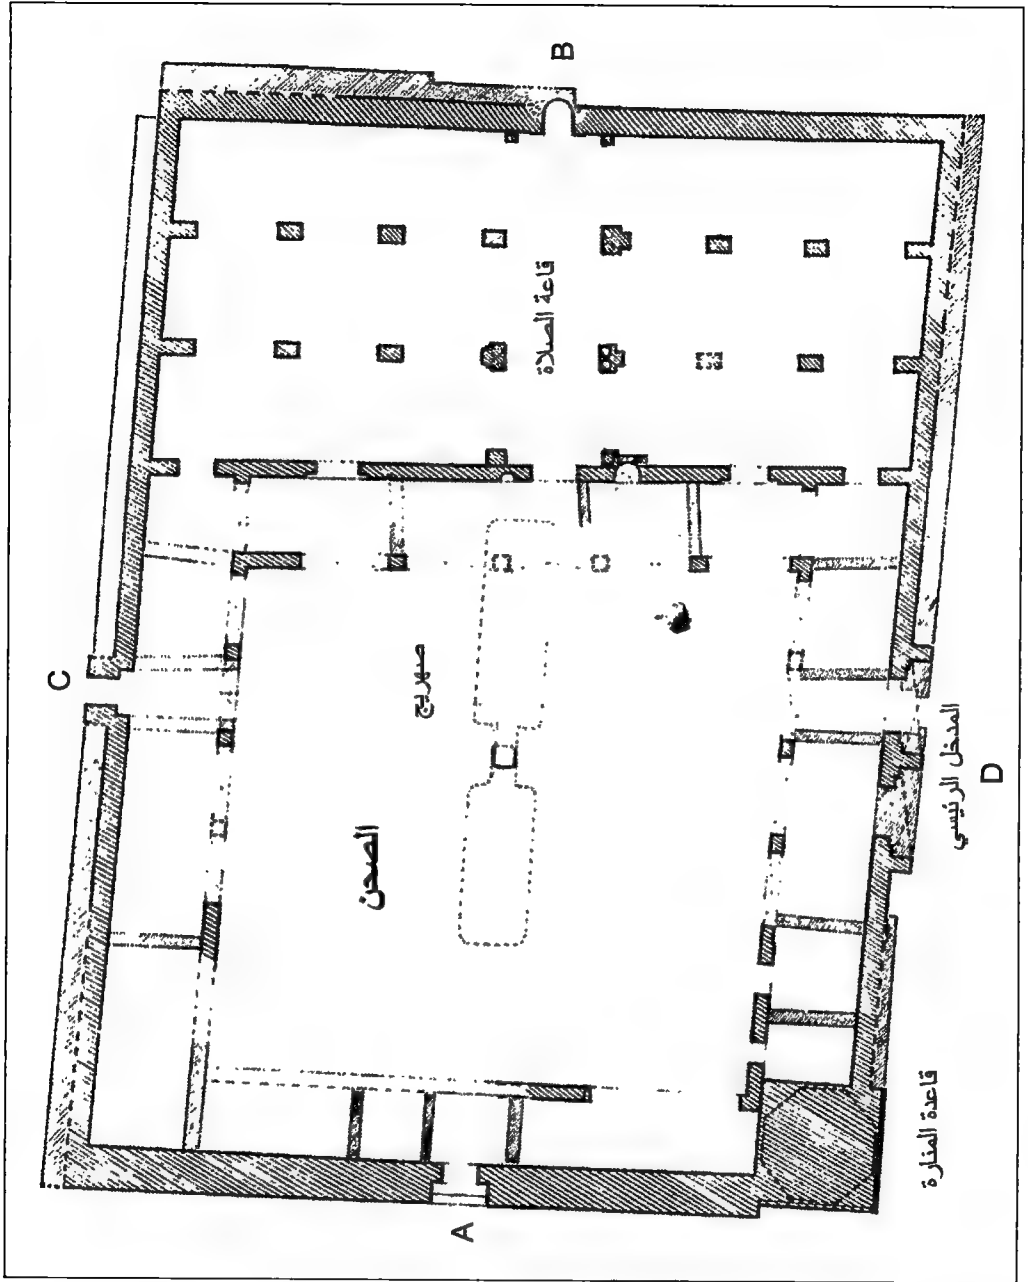 B
قاعة الصلاة
C
صهريج
الصحن
المدخل الرئيسي
D
قاعدة المنارة
A